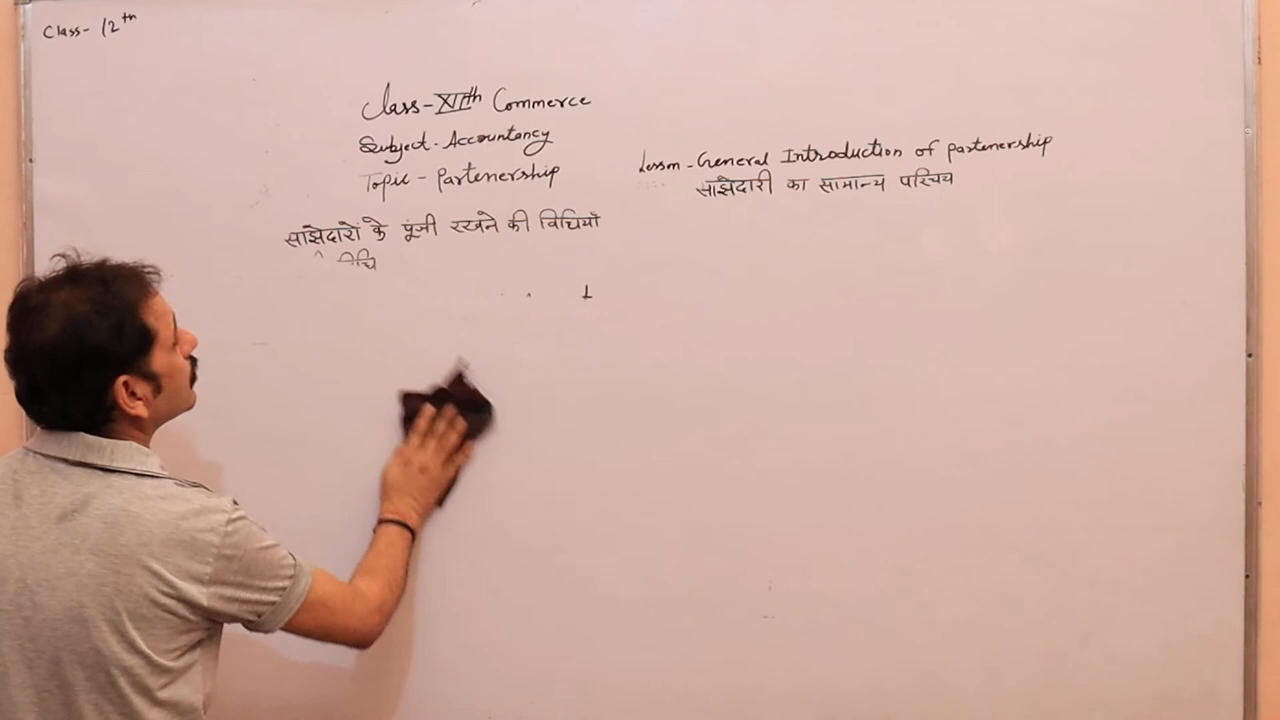 Class- 12th
Class-XIIth Commerce
Subject-Accountancy
Topic-Partenership
Lesson-General Introduction of partenership
साझेदारी का सामान्य परिचय
साझेदारों के पूंजी रखने की विधियाँ